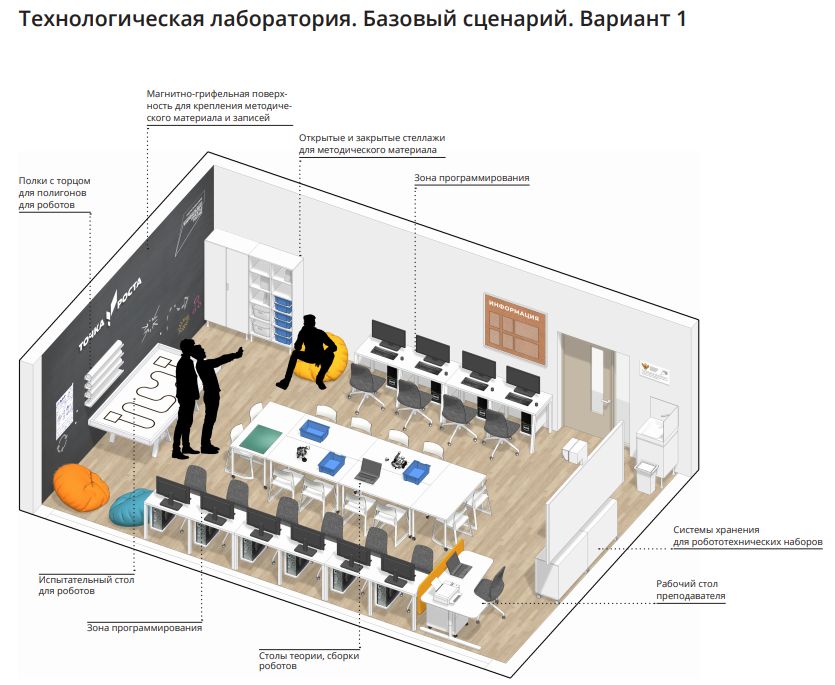 Технологическая лаборатория. Базовый сценарий. Вариант 1
Магнитно-грифельная поверх-
ность для крепления методиче-
ского материала и записей
Открытые и закрытые стеллажи
для методического материала
Полки с торцом
для полигонов
для роботов
Зона программирования
ИНФОРМАЦИЯ
ТОЧКА РОСТА
Системы хранения
для робототехнических наборов
Испытательный стол
для роботов
Рабочий стол
преподавателя
Зона программирования
Столы теории, сборки
роботов